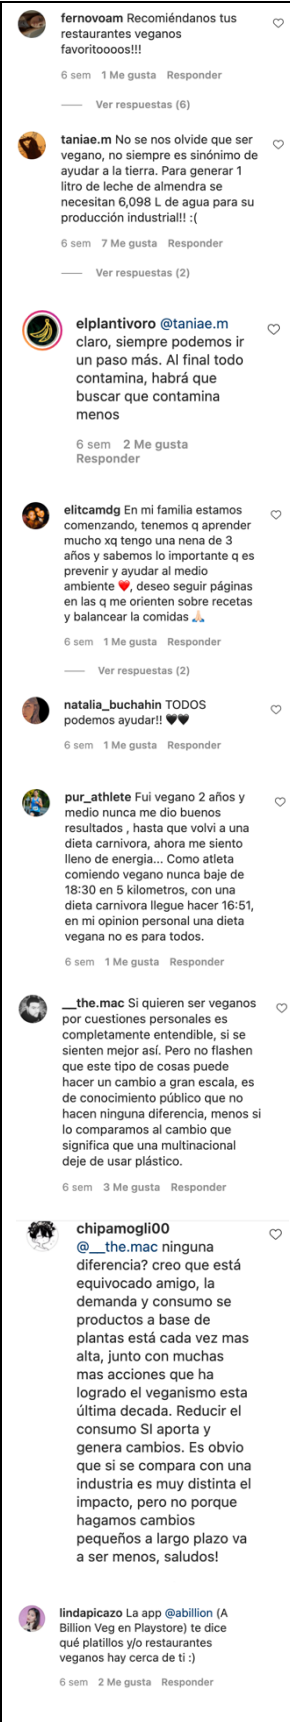 fernovoam Recomiéndanos tus
restaurantes veganos
favoritoooos!!!
6 sem 1 Me gusta Responder
Ver respuestas (6)
taniae.m No se nos olvide que ser
vegano, no siempre es sinónimo de
ayudar a la tierra. Para generar 1
litro de leche de almendra se
necesitan 6,098 L de agua para su
producción industrial!! :(
6 sem 7 Me gusta Responder
Ver respuestas (2)
elplantivoro @taniae.m
claro, siempre podemos ir
un paso más. Al final todo
contamina, habrá que
buscar que contamina
menos
6 sem 2 Me gusta
Responder
elitcamdg En mi familia estamos
comenzando, tenemos q aprender
mucho xq tengo una nena de 3
años y sabemos lo importante q es
prevenir y ayudar al medio
ambiente ❤️, deseo seguir páginas
en las q me orienten sobre recetas
y balancear la comidas 🙏🏻
6 sem 1 Me gusta Responder
Ver respuestas (2)
natalia_buchahin TODOS
podemos ayudar!! 🖤🖤
6 sem 1 Me gusta Responder
pur_athlete Fui vegano 2 años y
medio nunca me dio buenos
resultados , hasta que volvi a una
dieta carnivora, ahora me siento
lleno de energia... Como atleta
comiendo vegano nunca baje de
18:30 en 5 kilometros, con una
dieta carnivora llegue hacer 16:51,
en mi opinion personal una dieta
vegana no es para todos.
6 sem 1 Me gusta Responder
__the.mac Si quieren ser veganos
por cuestiones personales es
completamente entendible, si se
sienten mejor así. Pero no flashen
que este tipo de cosas puede
hacer un cambio a gran escala, es
de conocimiento público que no
hacen ninguna diferencia, menos si
lo comparamos al cambio que
significa que una multinacional
deje de usar plástico.
6 sem 3 Me gusta Responder
chipamogli00
@__the.mac ninguna
diferencia? creo que está
equivocado amigo, la
demanda y consumo se
productos a base de
plantas está cada vez mas
alta, junto con muchas
mas acciones que ha
logrado el veganismo esta
última decada. Reducir el
consumo SI aporta y
genera cambios. Es obvio
que si se compara con una
industria es muy distinta el
impacto, pero no porque
hagamos cambios
pequeños a largo plazo va
a ser menos, saludos!
lindapicazo La app @abillion (A
Billion Veg en Playstore) te dice
qué platillos y/o restaurantes
veganos hay cerca de ti :)
6 sem 2 Me gusta Responder